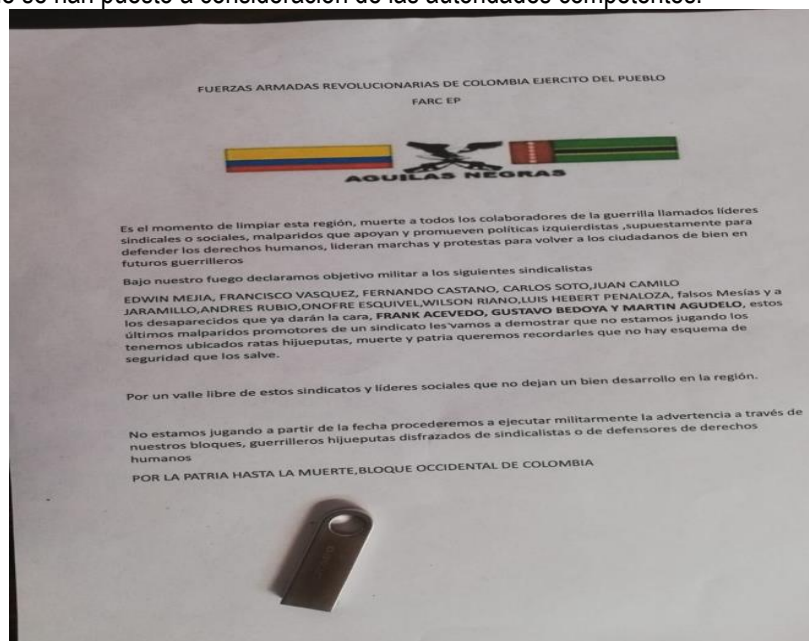 se han puesto a consideración de las autoridades competentes.
FUERZAS ARMADAS REVOLUCIONARIAS DE COLOMBIA EJERCITO DEL PUEBLO
FARC EP
AGUILAS NEGRAS
Es el momento de limpiar esta región, muerte a todos los colaboradores de la guerrilla llamados líderes
sindicales o sociales, malparidos que apoyan y promueven políticas izquierdistas ,supuestamente para
defender los derechos humanos, lideran marchas y protestas para volver a los ciudadanos de bien en
futuros guerrilleros
Bajo nuestro fuego declaramos objetivo militar a los siguientes sindicalistas
EDWIN MEJIA, FRANCISCO VASQUEZ, FERNANDO CASTANO, CARLOS SOTO,JUAN CAMILO
JARAMILLO,ANDRES RUBIO,ONOFRE ESQUIVEL,WILSON RIANO,LUIS HEBERT PENALOZA, falsos Mesías y a
los desaparecidos que ya darán la cara, FRANK ACEVEDO, GUSTAVO BEDOYA Y MARTIN AGUDELO, estos
últimos malparidos promotores de un sindicato les vamos a demostrar que no estamos jugando los
tenemos ubicados ratas hijueputas, muerte y patria queremos recordarles que no hay esquema de
seguridad que los salve.
Por un valle libre de estos sindicatos y líderes sociales que no dejan un bien desarrollo en la región.
No estamos jugando a partir de la fecha procederemos a ejecutar militarmente la advertencia a través de
nuestros bloques, guerrilleros hijueputas disfrazados de sindicalistas o de defensores de derechos
humanos
POR LA PATRIA HASTA LA MUERTE,BLOQUE OCCIDENTAL DE COLOMBIA